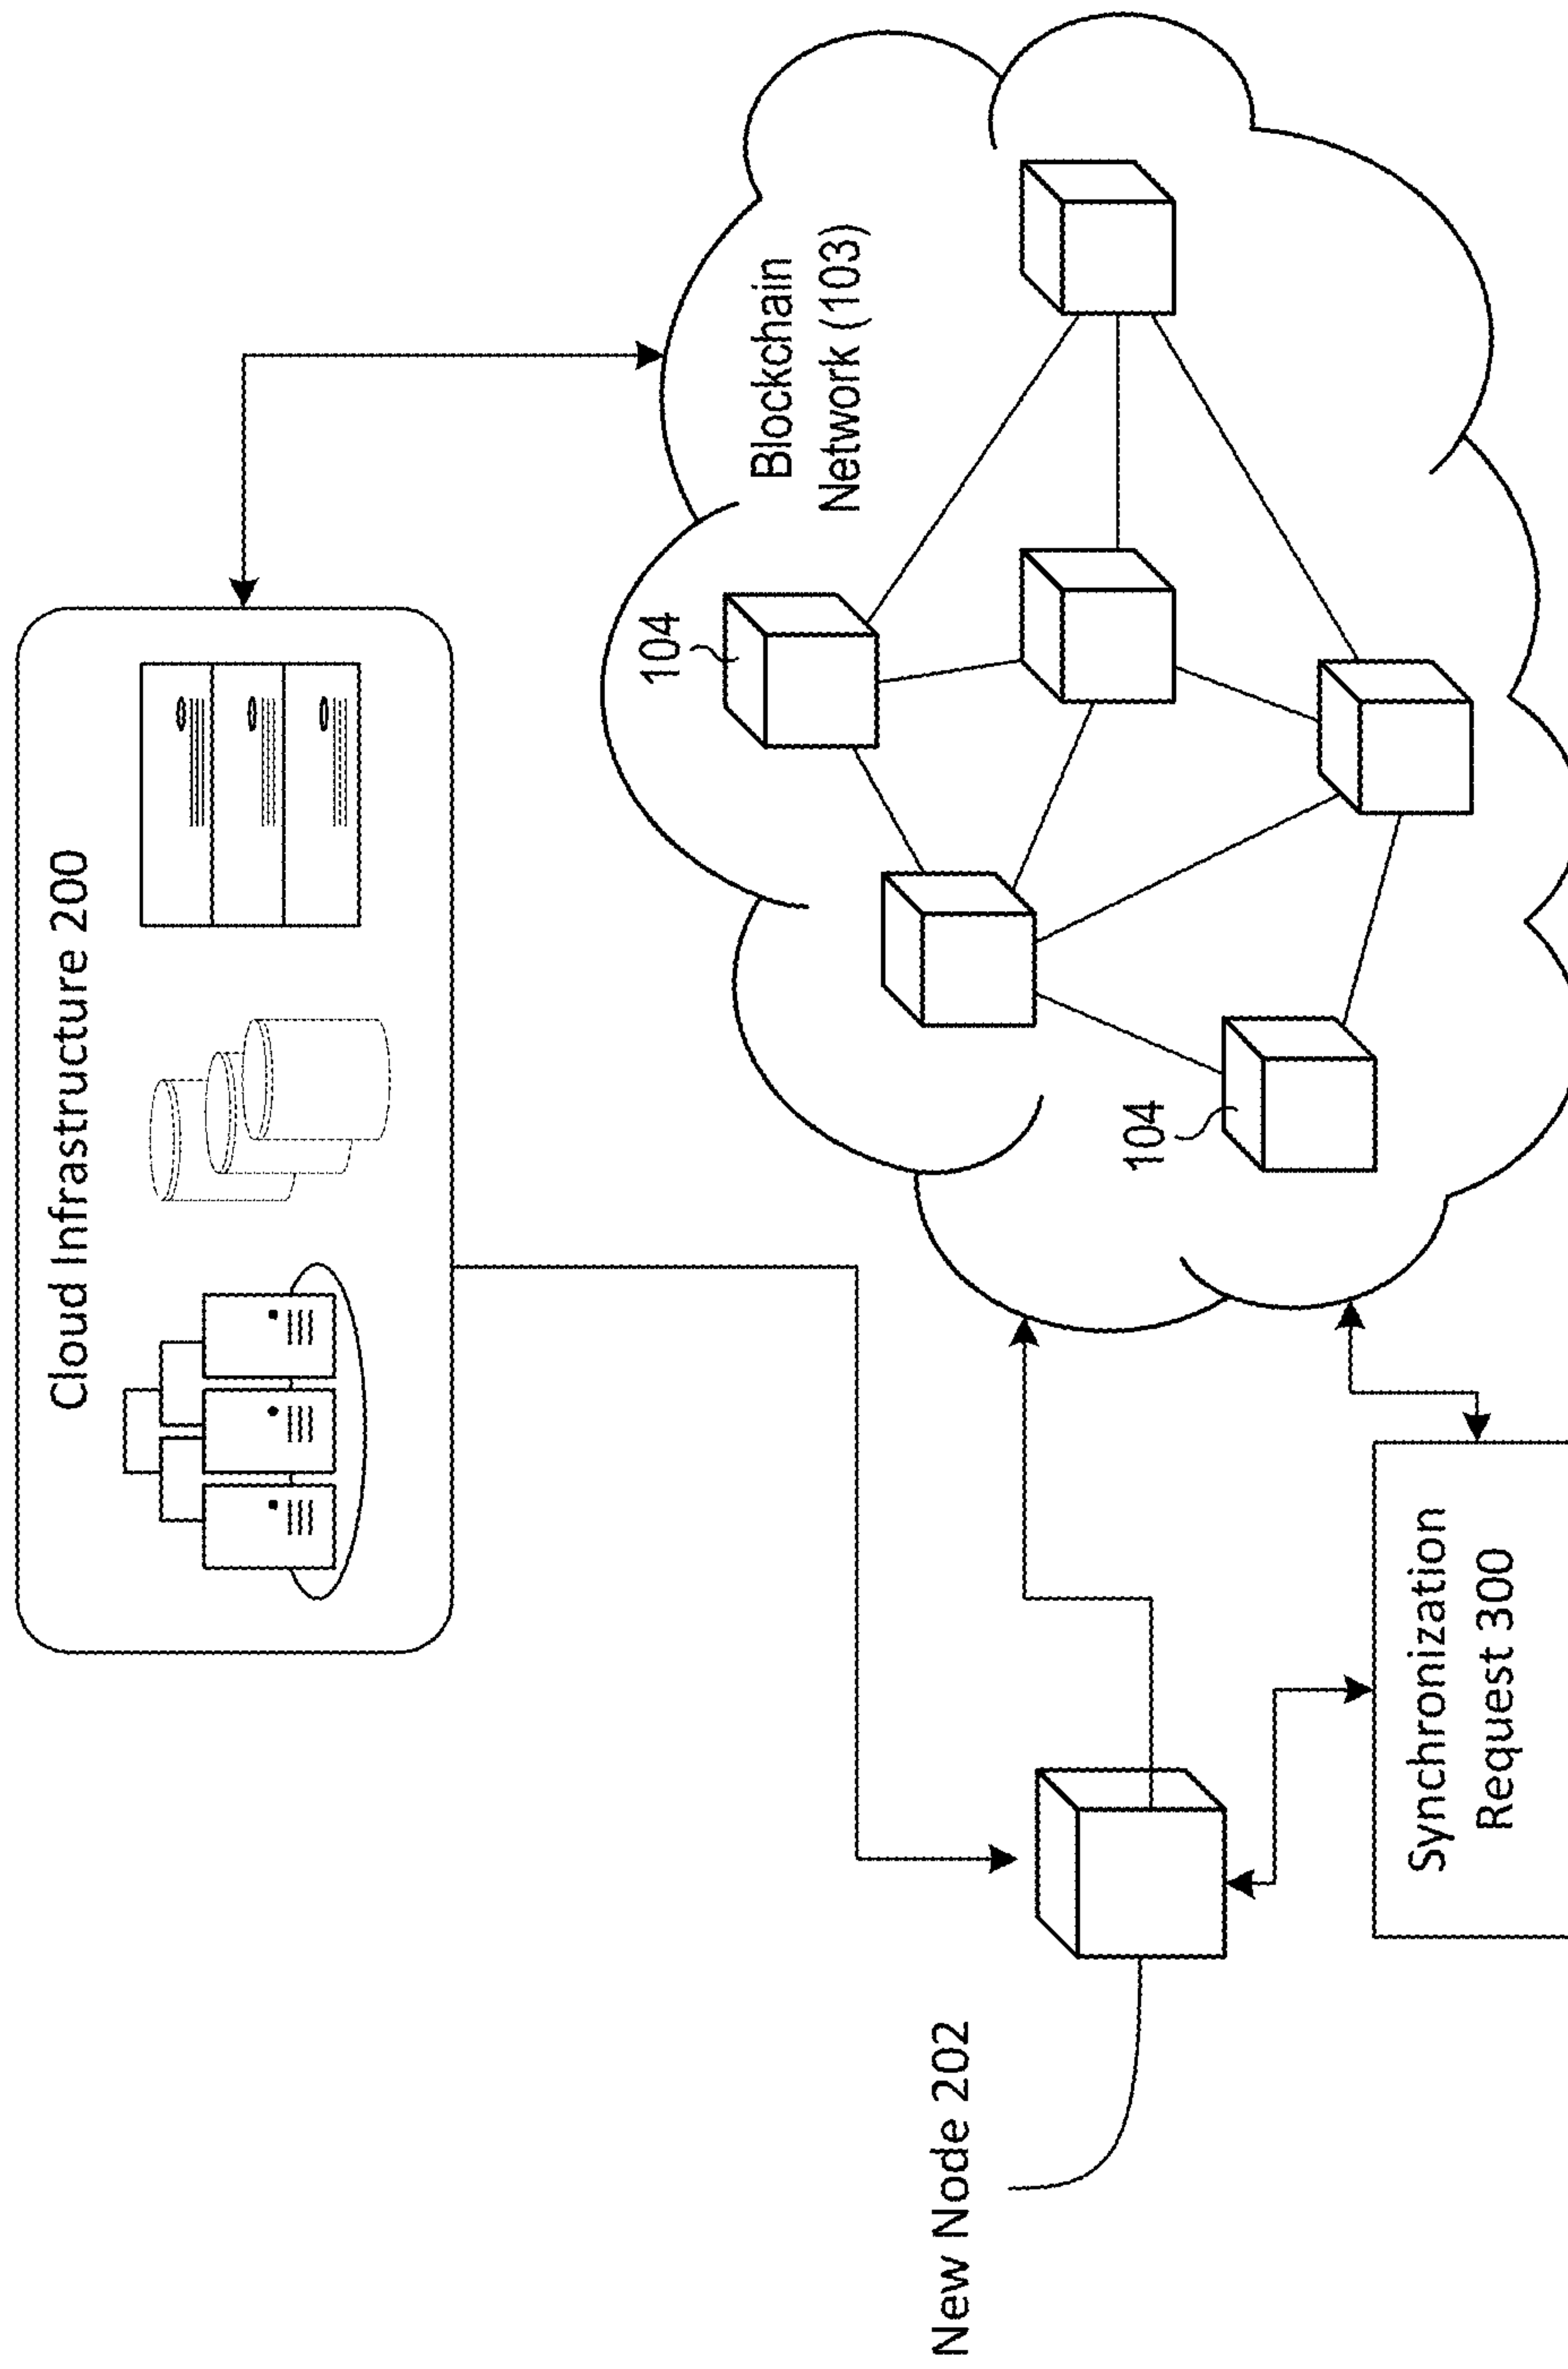 Cloud Infrastructure 200
Blockchain
Network (103)
104
104
New Node 202
Synchronization
Request 300